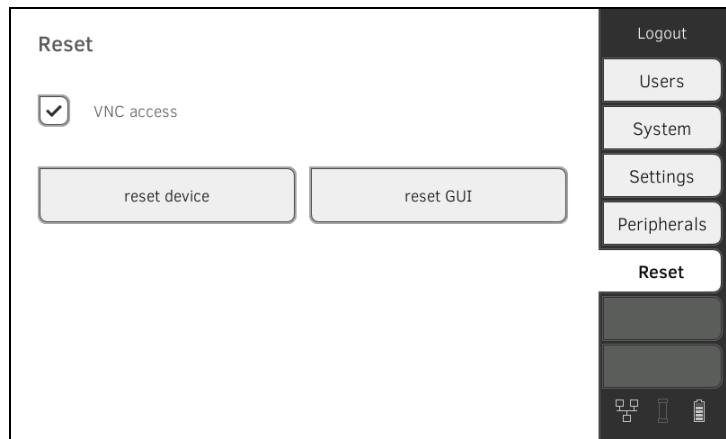 Reset
VNC access
reset device
reset GUI
Logout
Users
System
Settings
Peripherals
Reset